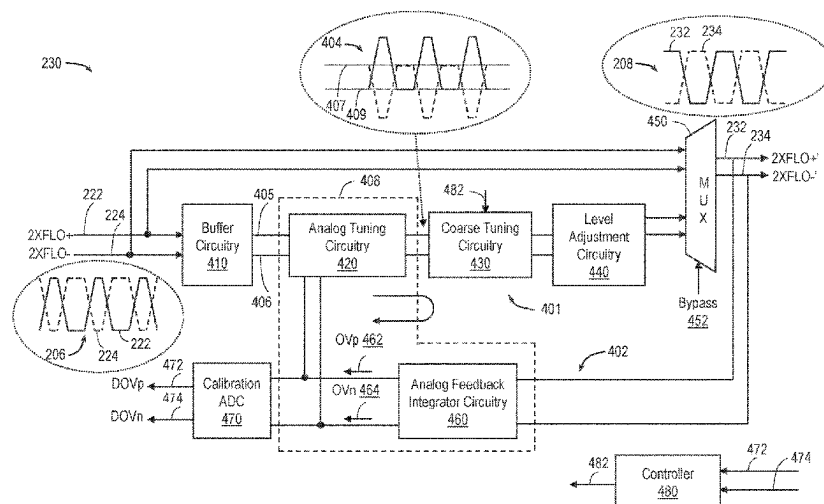 230
404
407
409
232
234
208
450
232
234
2XFLO+'
2XFLO-'
MUX
408
482
222
2XFLO+
224
2XFLO-
405
406
Buffer
Circuitry
410
Analog Tuning
Circuitry
420
Coarse Tuning
Circuitry
430
Level
Adjustment
Circuitry
440
Bypass
452
401
206
224
222
OVp 462
402
472
DOVp
DOVn
474
Calibration
ADC
470
OVn 464
Analog Feedback
Integrator Circuitry
460
482
Controller
480
472
474